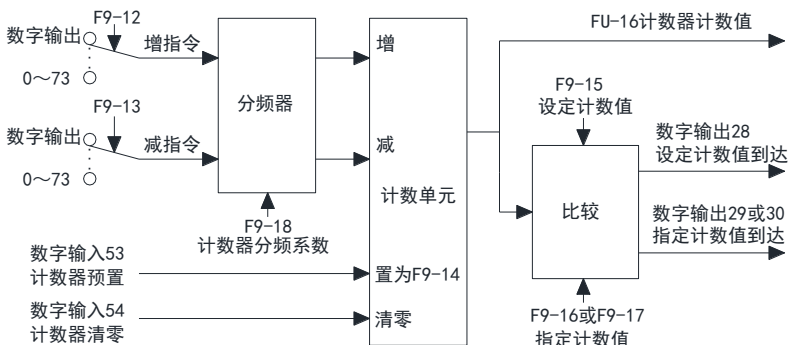 F9-12
数字输出
增指令
0～73
F9-13
数字输出
减指令
0～73
分频器
F9-18
计数器分频系数
数字输入53
计数器预置
数字输入54
计数器清零
增
减
计数单元
置为F9-14
清零
FU-16计数器计数值
F9-15
设定计数值
比较
F9-16或F9-17
指定计数值
数字输出28
设定计数值到达
数字输出29或30
指定计数值到达